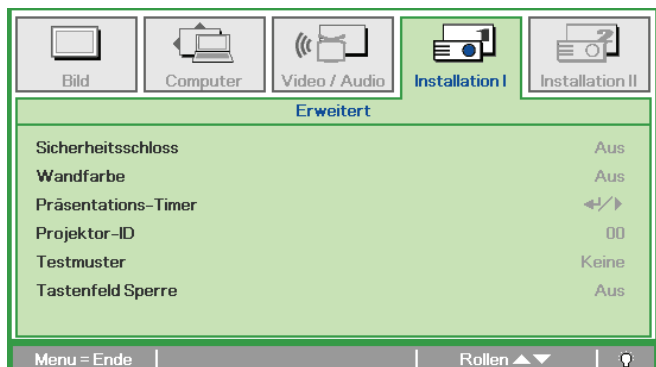 Bild Computer Video / Audio Installation I Installation II
Erweitert
Sicherheitsschloss Aus
Wandfarbe Aus
Präsentations-Timer
Projektor-ID 00
Testmuster Keine
Tastenfeld Sperre Aus
Menu = Ende Rollen